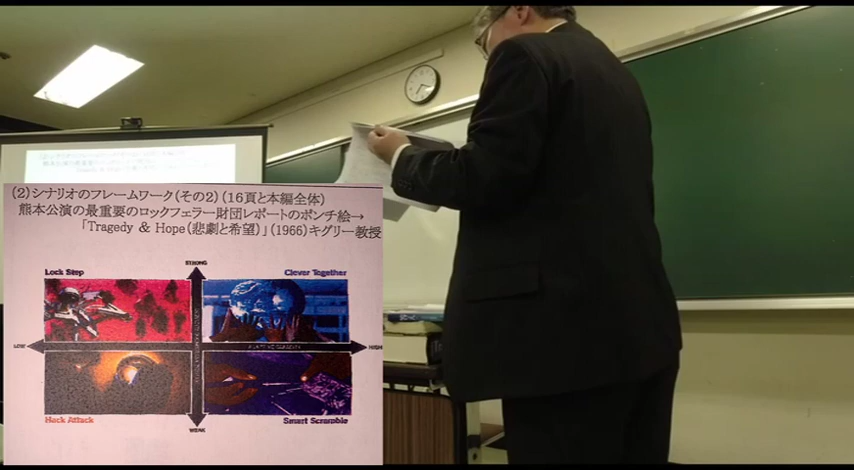 (2)シナリオのフレームワーク(その2)(16頁と本編全体)
熊本公演の最重要のロックフェラー財団レポートのポンチ絵→
「Tragedy & Hope(悲劇と希望)」(1966)キグリー教授
STRONG
Lock Step
Clever Together
LOW
HIGH
Hack Attack
Smart Scramble
WEAK